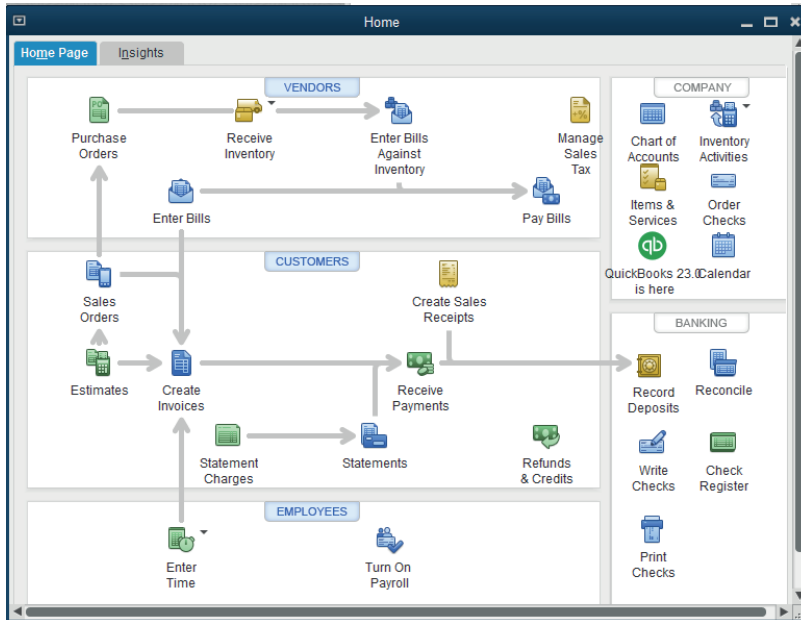 Home
Home Page
Insights
VENDORS
Purchase
Orders
Receive
Inventory
Enter Bills
Against
Inventory
Manage
Sales
Tax
Enter Bills
Pay Bills
CUSTOMERS
Sales
Orders
Create Sales
Receipts
Estimates
Create
Invoices
Receive
Payments
Statement
Charges
Statements
Refunds
& Credits
EMPLOYEES
Enter
Time
Turn On
Payroll
COMPANY
Chart of
Accounts
Inventory
Activities
Items &
Services
Order
Checks
QuickBooks 23.0
is here
Calendar
BANKING
Record
Deposits
Reconcile
Write
Checks
Check
Register
Print
Checks